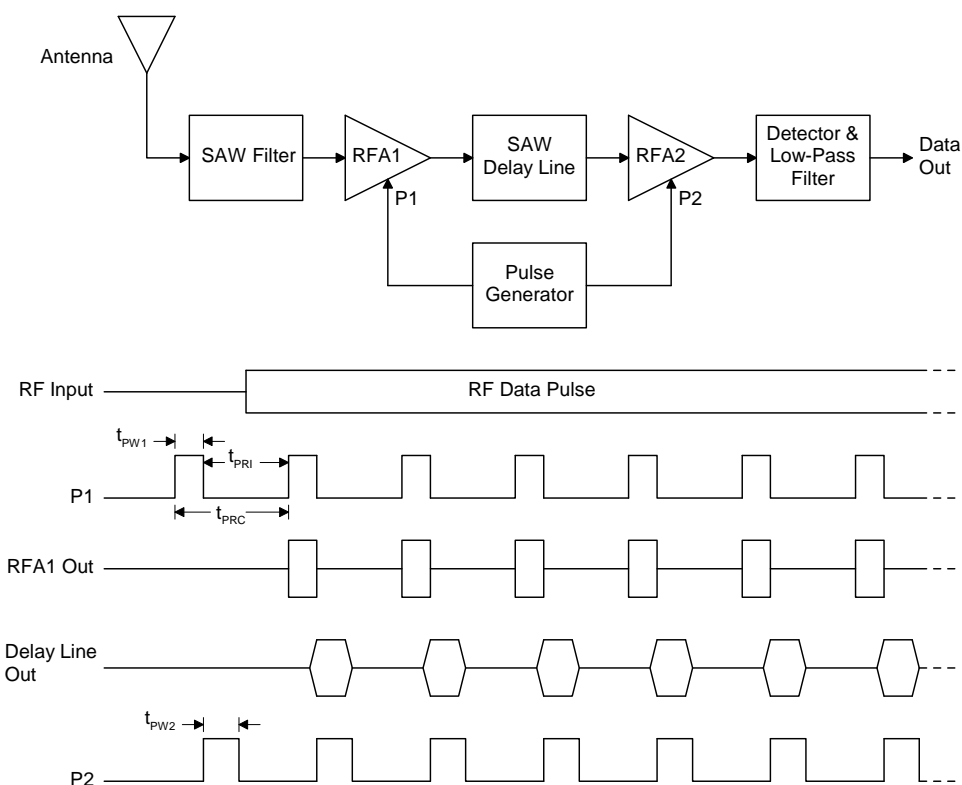 Antenna
SAW Filter
RFA1
SAW
Delay Line
RFA2
Detector &
Low-Pass
Filter
Data
Out
P1
P2
Pulse
Generator
RF Input
RF Data Pulse
tPW1
tPRI
P1
tPRC
RFA1 Out
Delay Line
Out
tPW2
P2